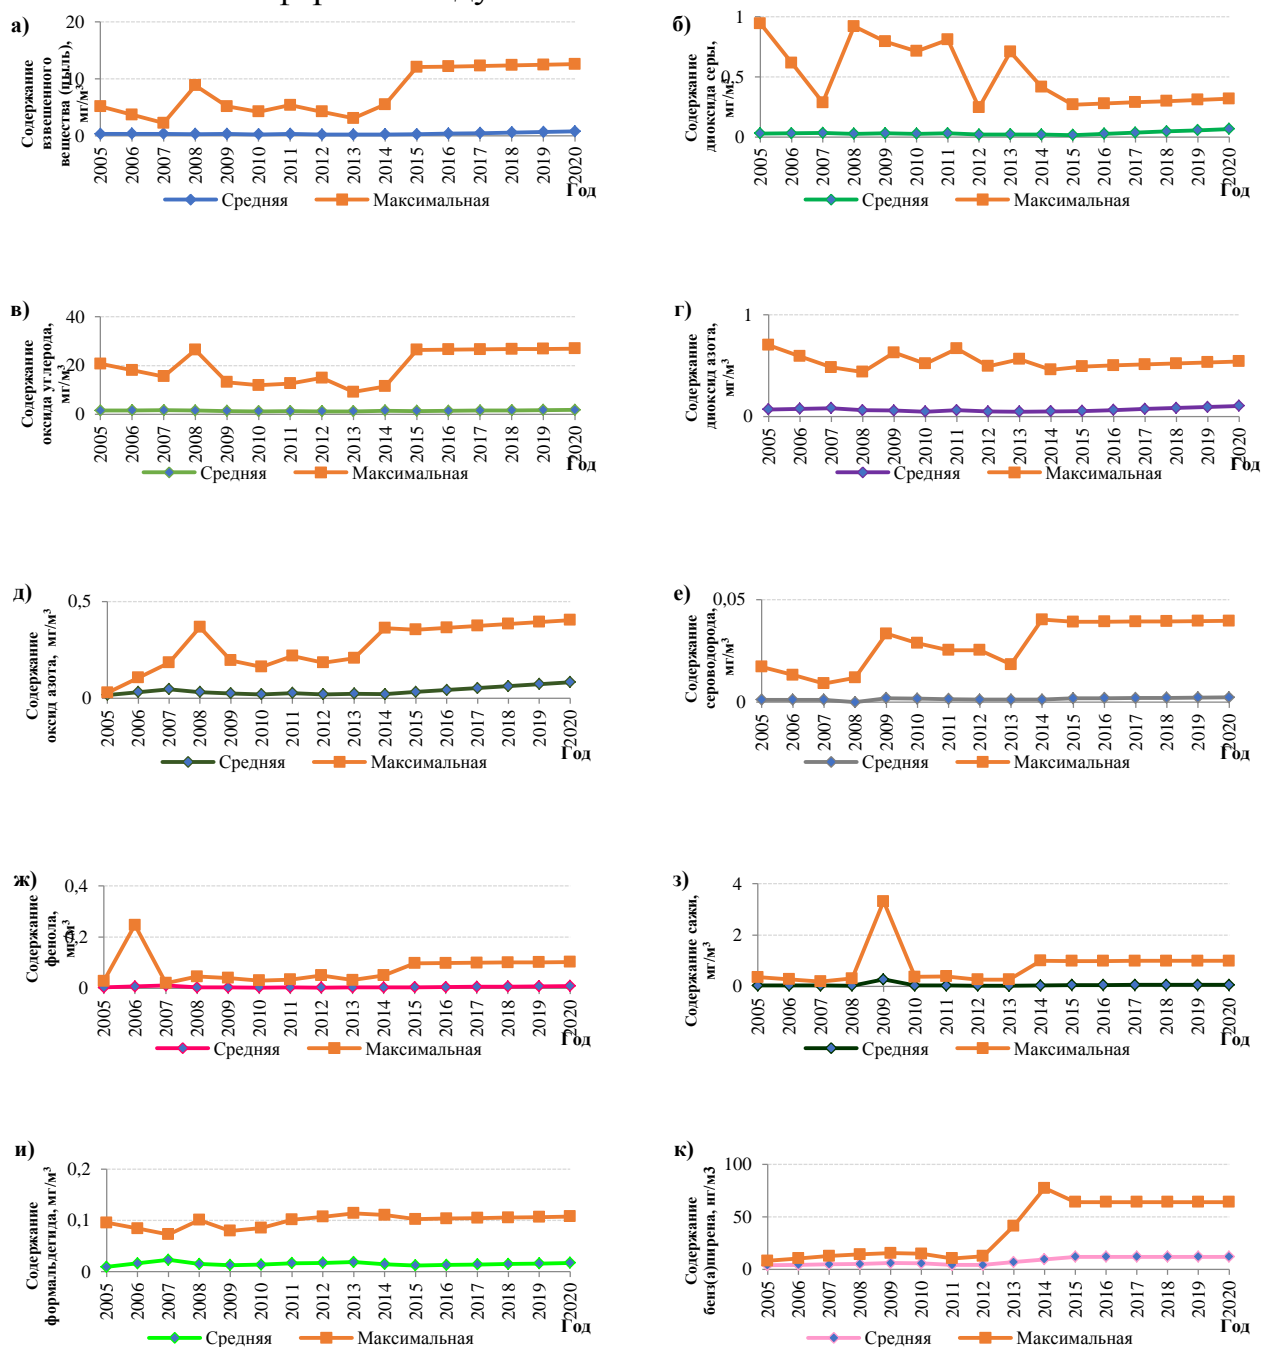 а)
Содержание
взвешенного
вещества (пыль),
мг/м³
20
10
0
2005 2006 2007 2008 2009 2010 2011 2012 2013 2014 2015 2016 2017 2018 2019 2020
Год
Средняя Максимальная
б)
Содержание
диоксида серы,
мг/м³
1
0,5
0
2005 2006 2007 2008 2009 2010 2011 2012 2013 2014 2015 2016 2017 2018 2019 2020
Год
Средняя Максимальная
в)
Содержание
оксида углерода,
мг/м³
40
20
0
2005 2006 2007 2008 2009 2010 2011 2012 2013 2014 2015 2016 2017 2018 2019 2020
Год
Средняя Максимальная
г)
Содержание
диоксид азота,
мг/м³
1
0
2005 2006 2007 2008 2009 2010 2011 2012 2013 2014 2015 2016 2017 2018 2019 2020
Год
Средняя Максимальная
д)
Содержание
оксид азота, мг/м³
0,5
0
2005 2006 2007 2008 2009 2010 2011 2012 2013 2014 2015 2016 2017 2018 2019 2020
Год
Средняя Максимальная
е)
Содержание
сероводорода,
мг/м³
0,05
0
2005 2006 2007 2008 2009 2010 2011 2012 2013 2014 2015 2016 2017 2018 2019 2020
Год
Средняя Максимальная
ж)
Содержание
фенола,
мг/м³
0,4
0,2
0
2005 2006 2007 2008 2009 2010 2011 2012 2013 2014 2015 2016 2017 2018 2019 2020
Год
Средняя Максимальная
з)
Содержание сажи,
мг/м³
4
2
0
2005 2006 2007 2008 2009 2010 2011 2012 2013 2014 2015 2016 2017 2018 2019 2020
Год
Средняя Максимальная
и)
Содержание
формальдегида, мг/м³
0,2
0,1
0
2005 2006 2007 2008 2009 2010 2011 2012 2013 2014 2015 2016 2017 2018 2019 2020
Год
Средняя Максимальная
к)
Содержание
бенз(а)пирена, нг/м3
100
50
0
2005 2006 2007 2008 2009 2010 2011 2012 2013 2014 2015 2016 2017 2018 2019 2020
Год
Средняя Максимальная